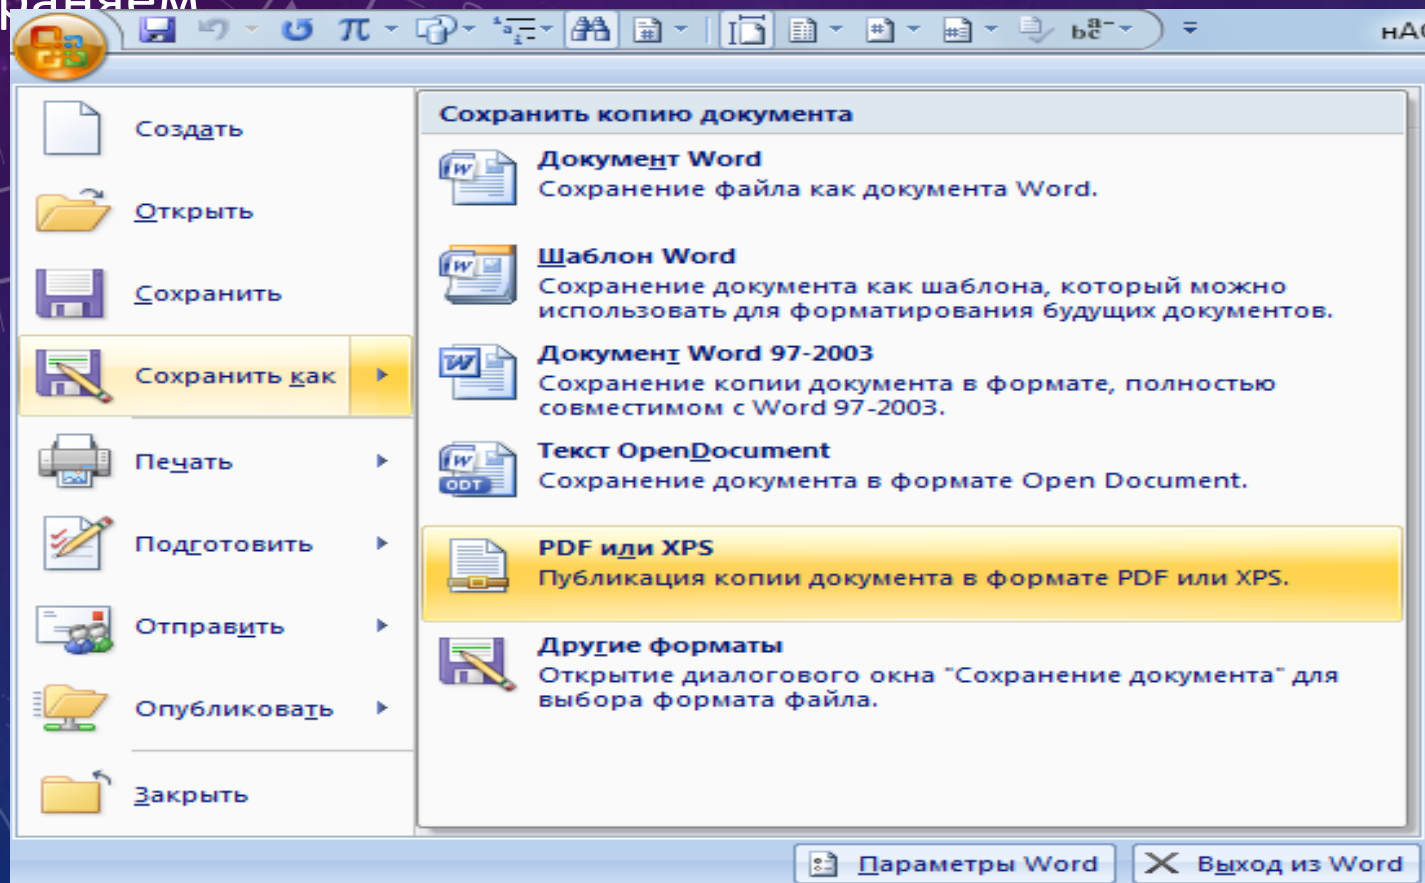 нАС
Создать
Открыть
Сохранить
Сохранить как
Печать
Подготовить
Отправить
Опубликовать
Закрыть
Сохранить копию документа
Документ Word
Сохранение файла как документа Word.
Шаблон Word
Сохранение документа как шаблона, который можно
использовать для форматирования будущих документов.
Документ Word 97-2003
Сохранение копии документа в формате, полностью
совместимом с Word 97-2003.
Текст OpenDocument
ODT
Сохранение документа в формате Open Document.
PDF или XPS
Публикация копии документа в формате PDF или XPS.
Другие форматы
Открытие диалогового окна "Сохранение документа" для
выбора формата файла.
Параметры Word
Выход из Word